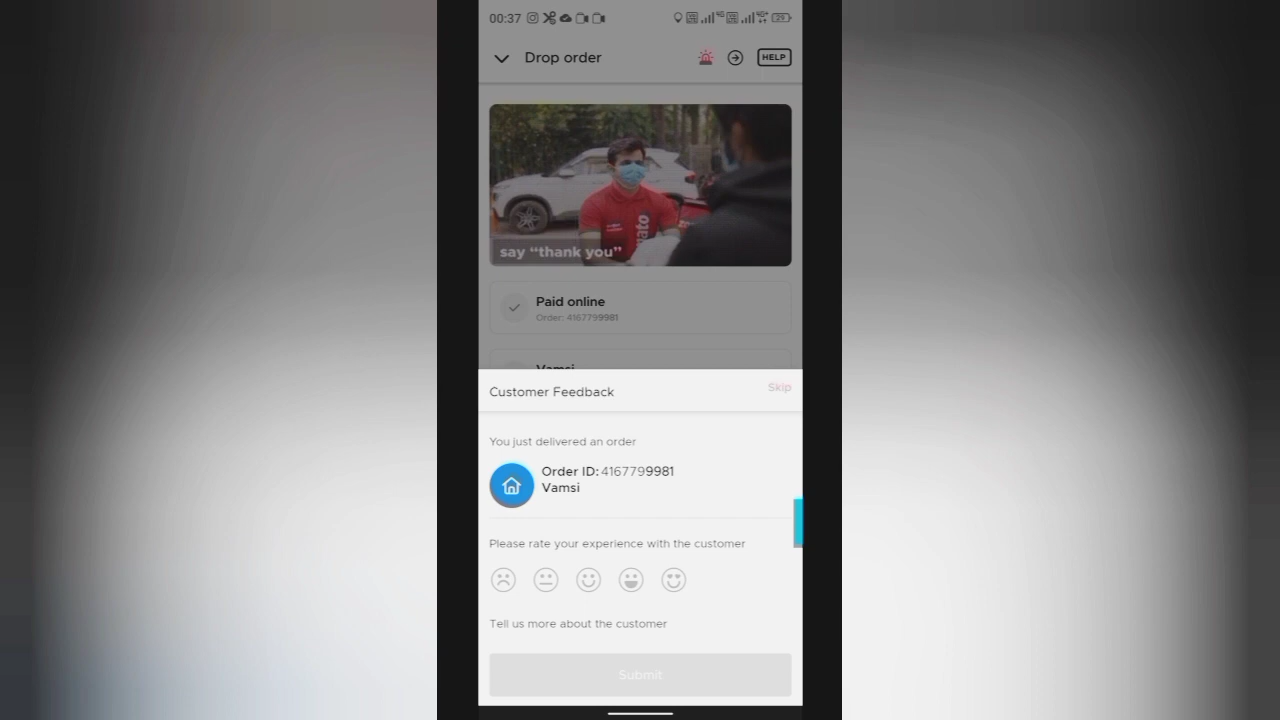 00:37
Drop order
HELP
ato
say “thank you”
Paid online
Order: 4167799981
Vamsi
Customer Feedback
Skip
You just delivered an order
Order ID: 4167799981
Vamsi
Please rate your experience with the customer
Tell us more about the customer
Submit